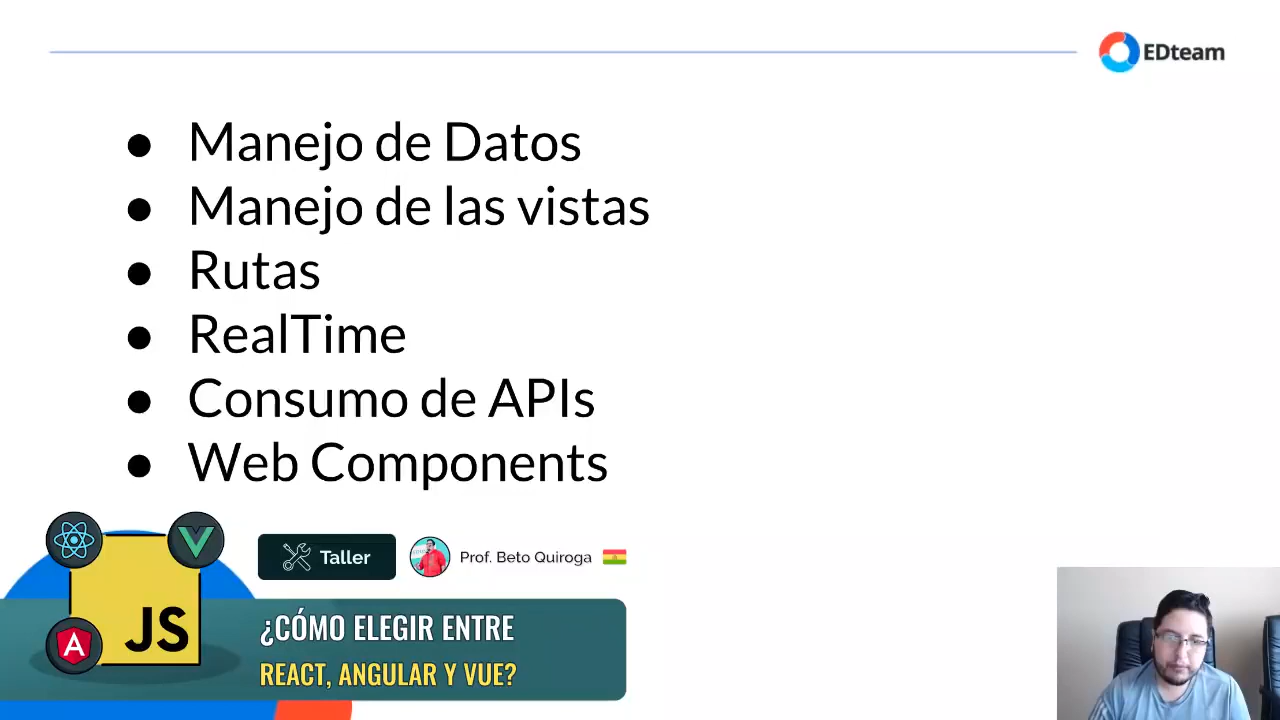 EDteam
● Manejo de Datos
● Manejo de las vistas
● Rutas
● RealTime
● Consumo de APIs
● Web Components
Taller
Prof. Beto Quiroga
JS
¿CÓMO ELEGIR ENTRE
REACT, ANGULAR Y VUE?